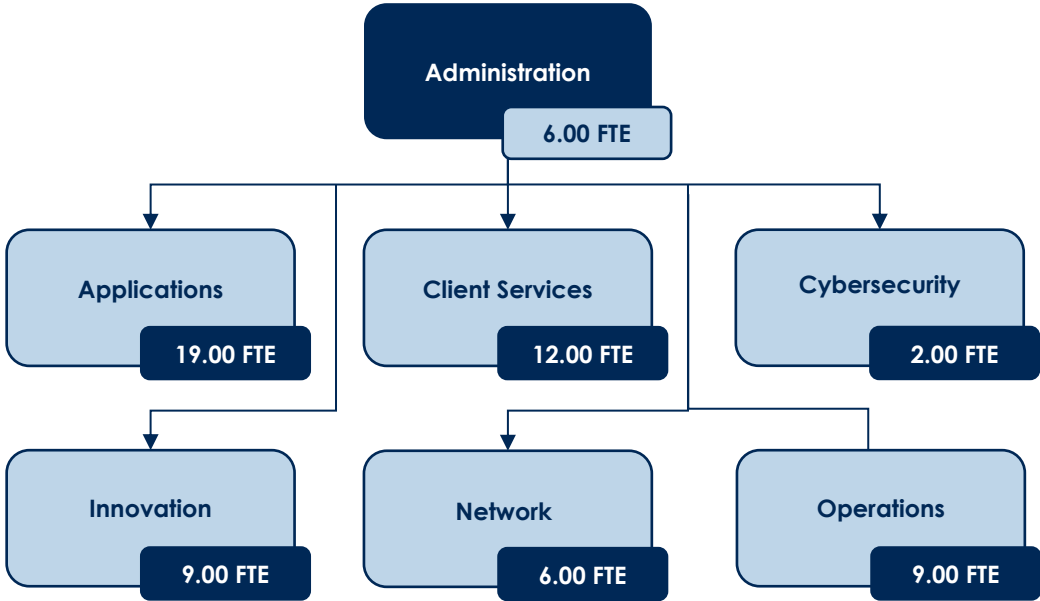 Administration
6.00 FTE
Applications
19.00 FTE
Client Services
12.00 FTE
Cybersecurity
2.00 FTE
Innovation
9.00 FTE
Network
6.00 FTE
Operations
9.00 FTE